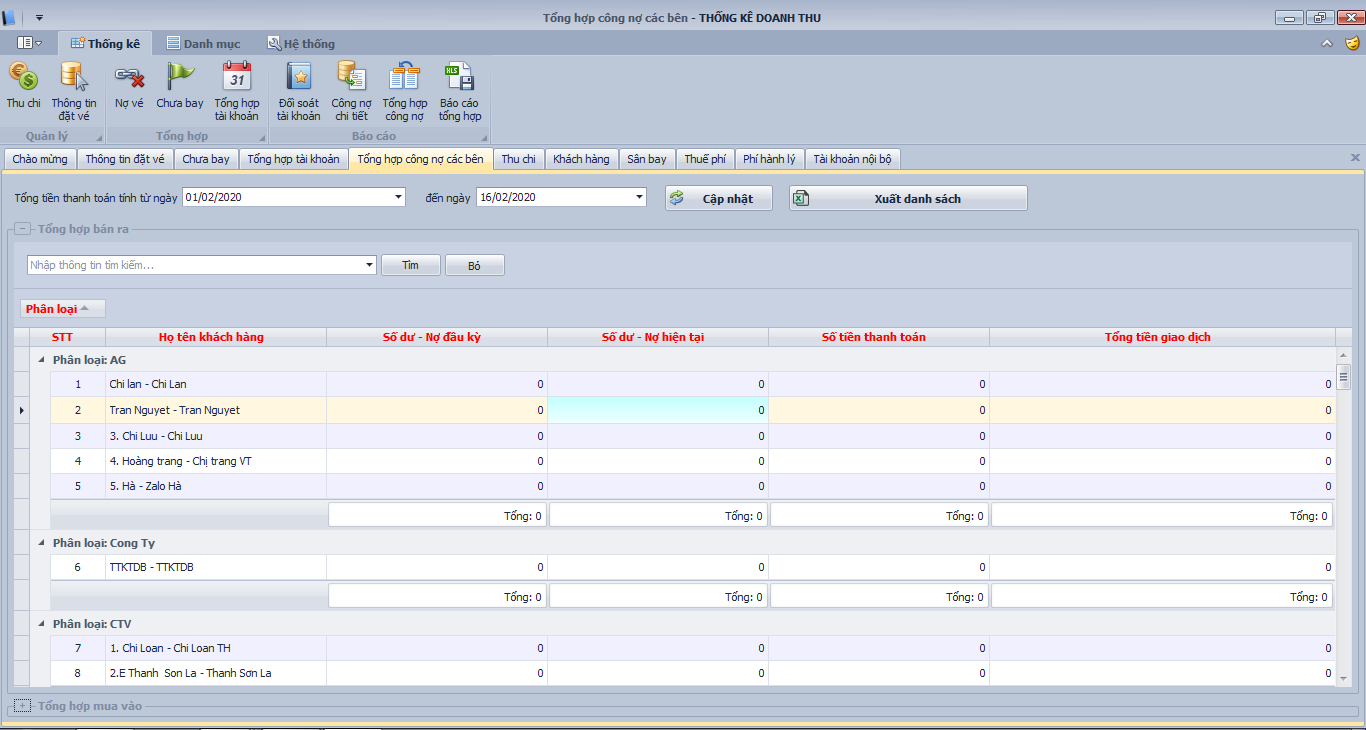 Tổng hợp công nợ các bên - THỐNG KÊ DOANH THU
Thống kê Danh mục Hệ thống
Thu chi Thông tin đặt vé Nợ vé Chưa bay Tổng hợp tài khoản Đối soát tài khoản Công nợ chi tiết Tổng hợp công nợ Báo cáo tổng hợp
Quản lý Tổng hợp Báo cáo
Chào mừng Thông tin đặt vé Chưa bay Tổng hợp tài khoản Tổng hợp công nợ các bên Thu chi Khách hàng Sân bay Thuế phí Phí hành lý Tài khoản nội bộ
Tổng tiền thanh toán tính từ ngày 01/02/2020 đến ngày 16/02/2020 Cập nhật Xuất danh sách
Tổng hợp bán ra
Nhập thông tin tìm kiếm... Tìm Bỏ
Phân loại
STT Họ tên khách hàng Số dư - Nợ đầu kỳ Số dư - Nợ hiện tại Số tiền thanh toán Tổng tiền giao dịch
Phân loại: AG
1 Chi lan - Chi Lan 0 0 0 0
2 Tran Nguyet - Tran Nguyet 0 0 0 0
3 3. Chi Luu - Chi Luu 0 0 0 0
4 4. Hoàng trang - Chị trang VT 0 0 0 0
5 5. Hà - Zalo Hà 0 0 0 0
Tổng: 0 Tổng: 0 Tổng: 0 Tổng: 0
Phân loại: Cong Ty
6 TTKTDB - TTKTDB 0 0 0 0
Tổng: 0 Tổng: 0 Tổng: 0 Tổng: 0
Phân loại: CTV
7 1. Chi Loan - Chi Loan TH 0 0 0 0
8 2.E Thanh Son La - Thanh Sơn La 0 0 0 0
Tổng hợp mua vào